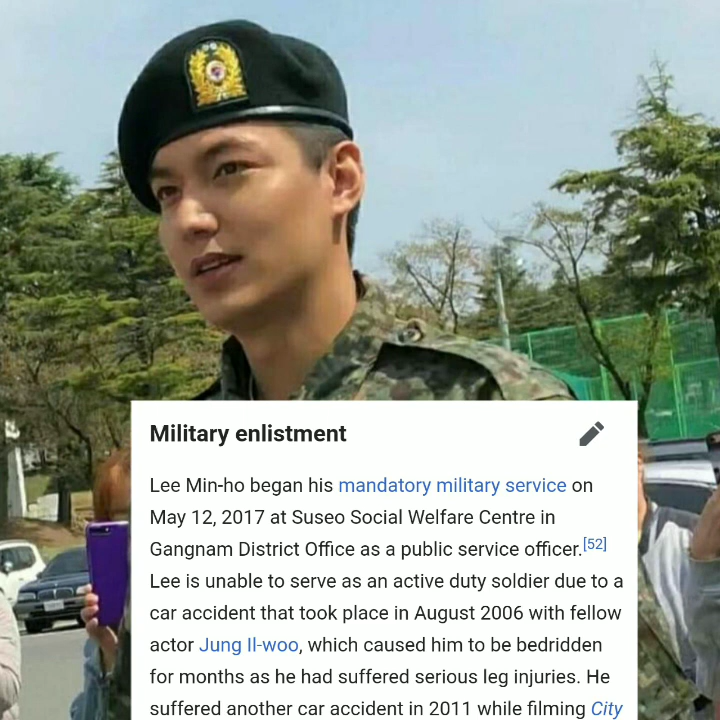 Military enlistment
Lee Min-ho began his mandatory military service on
May 12, 2017 at Suseo Social Welfare Centre in
Gangnam District Office as a public service officer.[52]
Lee is unable to serve as an active duty soldier due to a
car accident that took place in August 2006 with fellow
actor Jung Il-woo, which caused him to be bedridden
for months as he had suffered serious leg injuries. He
suffered another car accident in 2011 while filming City